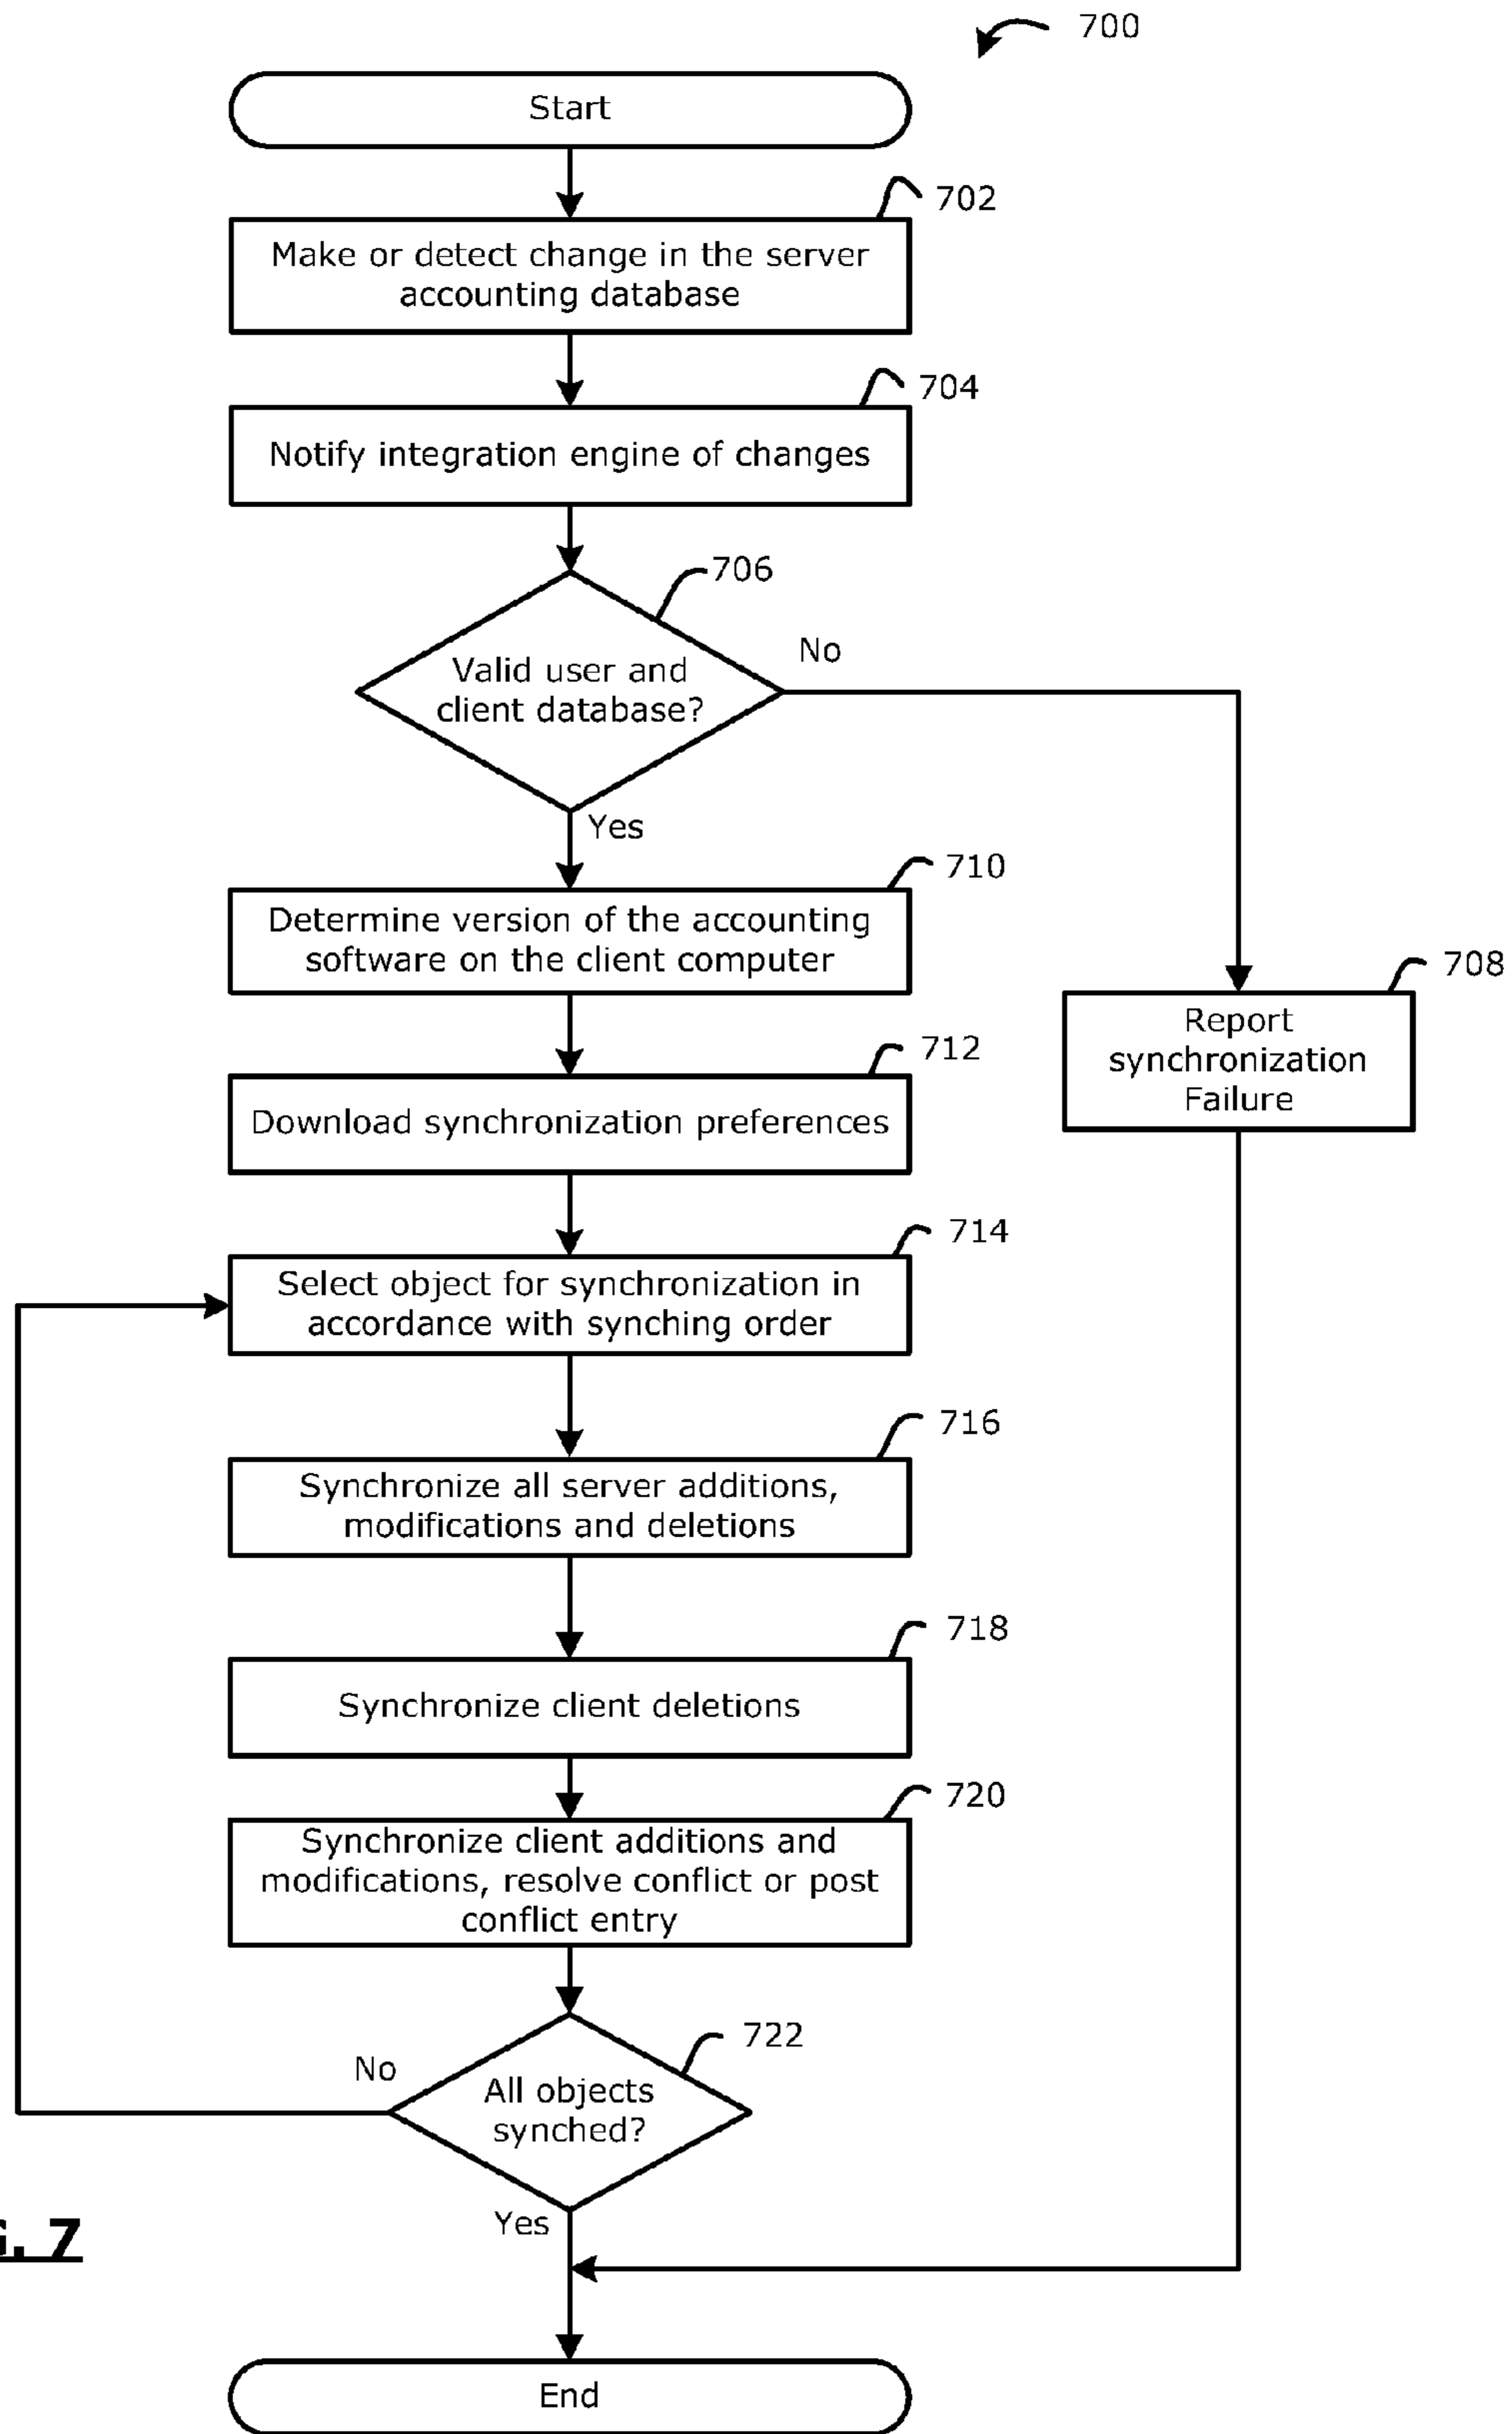 700
Start
702
Make or detect change in the server
accounting database
704
Notify integration engine of changes
706
No
Valid user and
client database?
Yes
710
Determine version of the accounting
software on the client computer
708
Report
synchronization
Failure
712
Download synchronization preferences
714
Select object for synchronization in
accordance with synching order
716
Synchronize all server additions,
modifications and deletions
718
Synchronize client deletions
720
Synchronize client additions and
modifications, resolve conflict or post
conflict entry
722
No
All objects
synched?
Yes
. 7
End